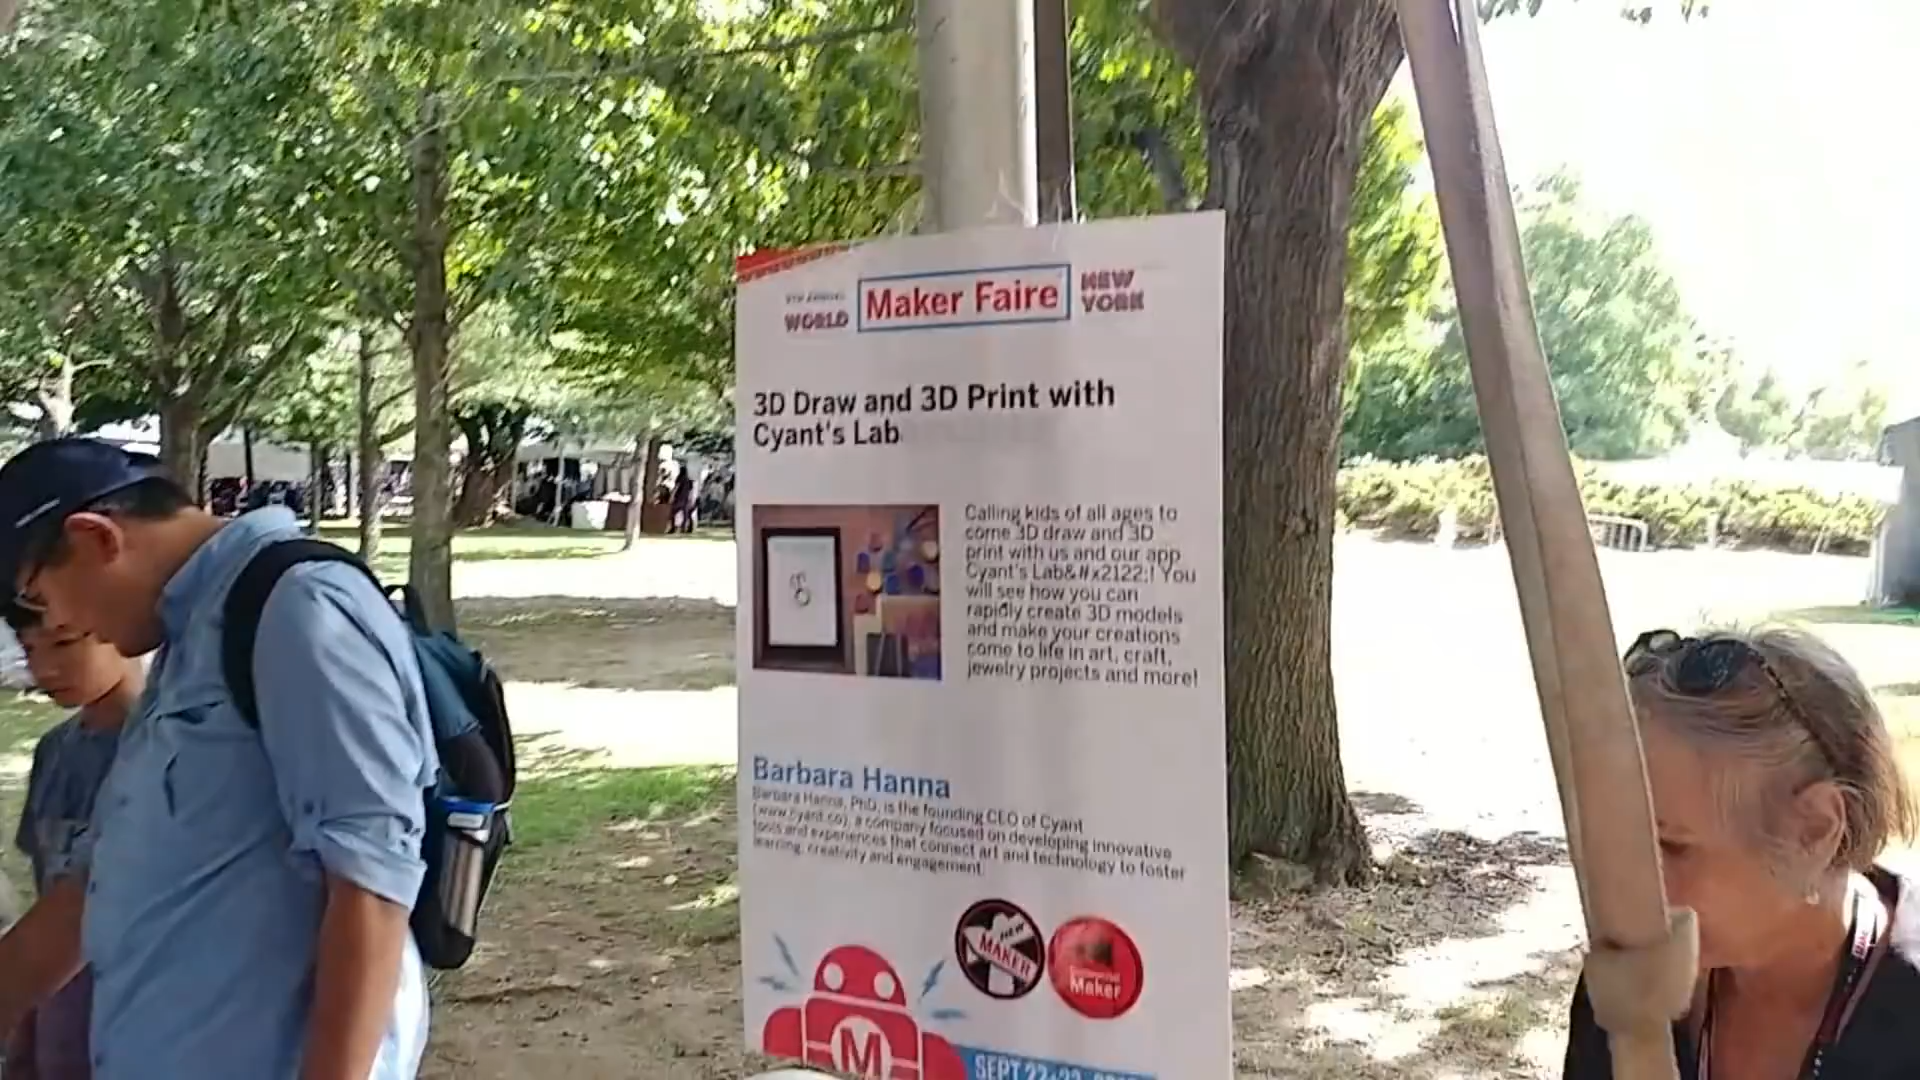 WORLD
Maker Faire
NEW
YORK
3D Draw and 3D Print with
Cyant's Lab
Calling kids of all ages to
come 3D draw and 3D
print with us and our app
Cyant's Lab&#x2122;! You
will see how you can
rapidly create 3D models
and make your creations
come to life in art, craft,
jewelry projects and more!
Barbara Hanna
Barbara Hanna, PhD, is the founding CEO of Cyant
(www.cyant.co), a company focused on developing innovative
tools and experiences that connect art and technology to foster
learning, creativity and engagement.
NEW
MAKER
Maker
M
SEPT 22+23